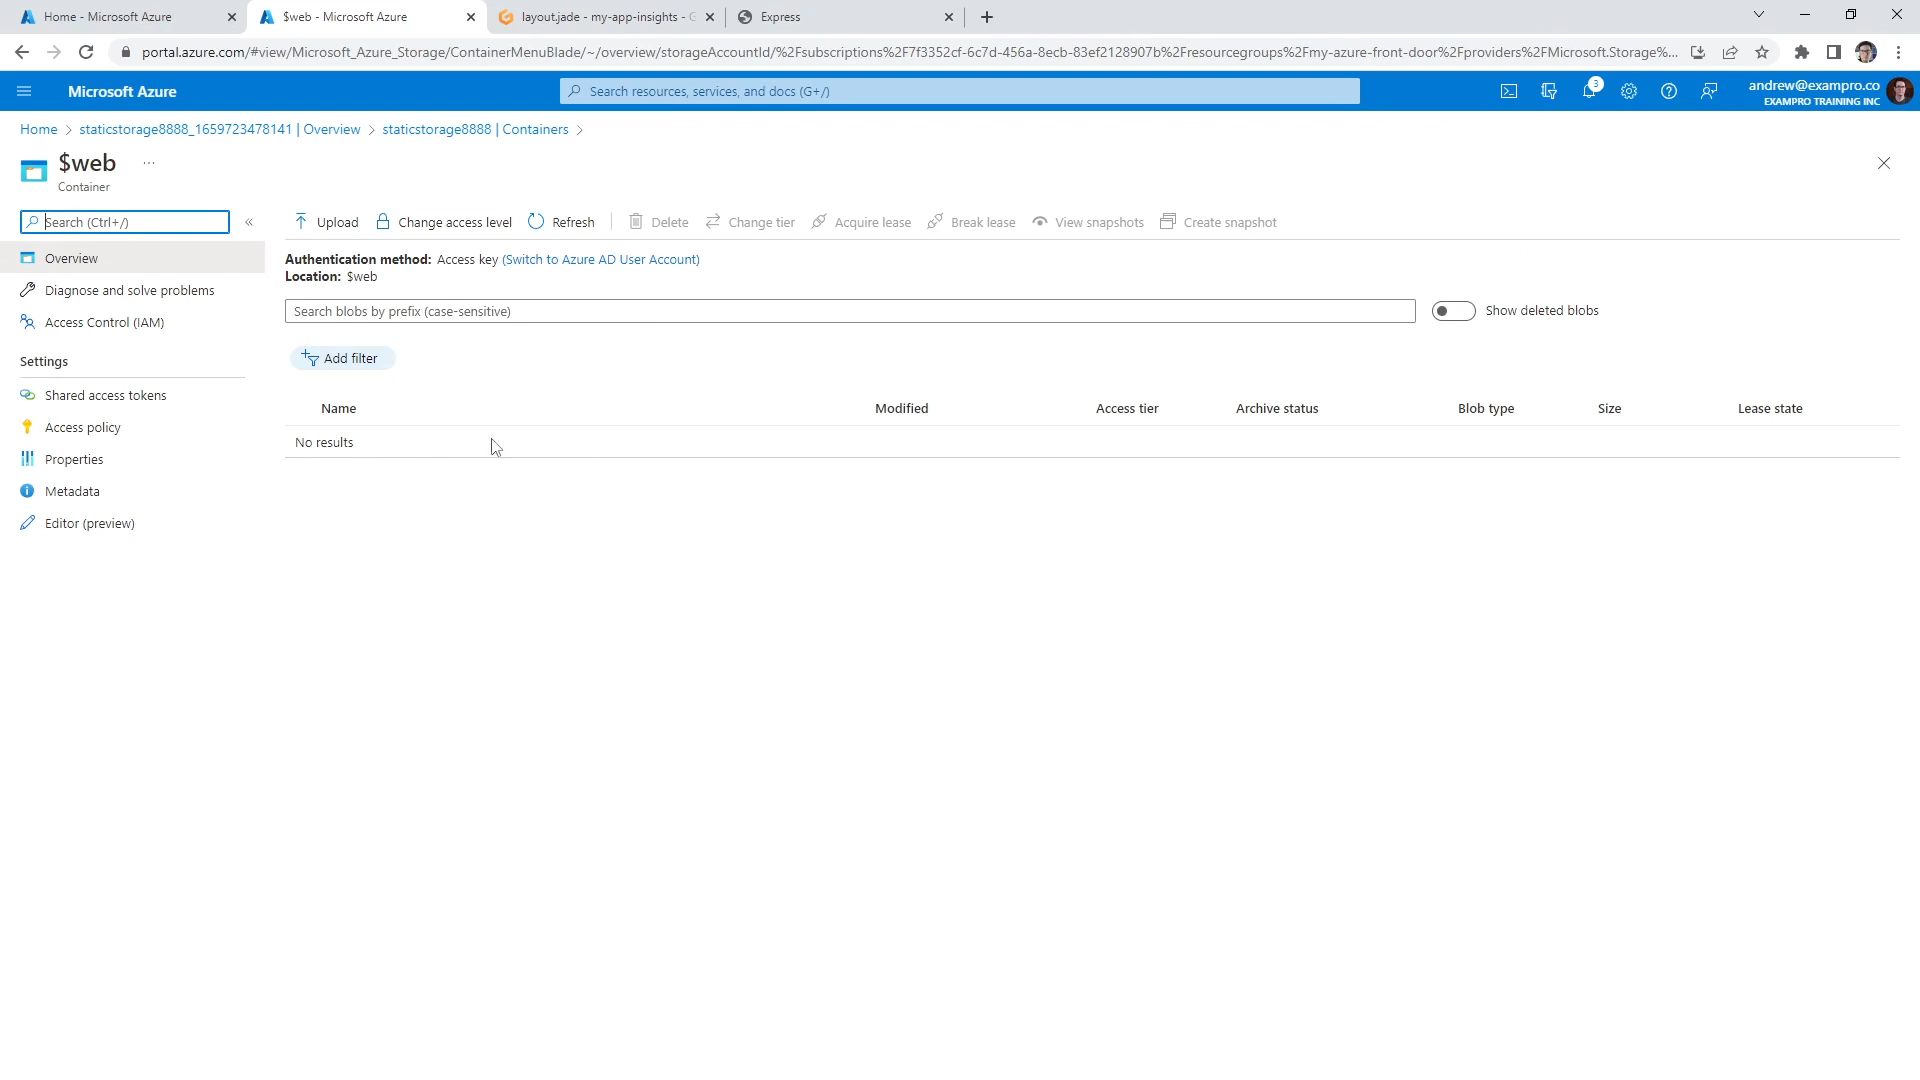 Home - Microsoft Azure
$web - Microsoft Azure
layout.jade - my-app-insights - G
Express
portal.azure.com/#view/Microsoft_Azure_Storage/ContainerMenuBlade/~/overview/storageAccountId/%2Fsubscriptions%2F7f3352cf-6c7d-456a-8ecb-83ef2128907b%2Fresourcegroups%2Fmy-azure-front-door%2Fproviders%2FMicrosoft.Storage%...
Microsoft Azure
Search resources, services, and docs (G+/)
3
andrew@exampro.co
EXAMPRO TRAINING INC
Home > staticstorage8888_1659723478141 | Overview > staticstorage8888 | Containers >
$web ...
Container
Search (Ctrl+/)
«
Upload
Change access level
Refresh
Delete
Change tier
Acquire lease
Break lease
View snapshots
Create snapshot
Overview
Diagnose and solve problems
Access Control (IAM)
Settings
Shared access tokens
Access policy
Properties
Metadata
Editor (preview)
Authentication method: Access key (Switch to Azure AD User Account)
Location: $web
Search blobs by prefix (case-sensitive)
Show deleted blobs
Add filter
Name Modified Access tier Archive status Blob type Size Lease state
No results